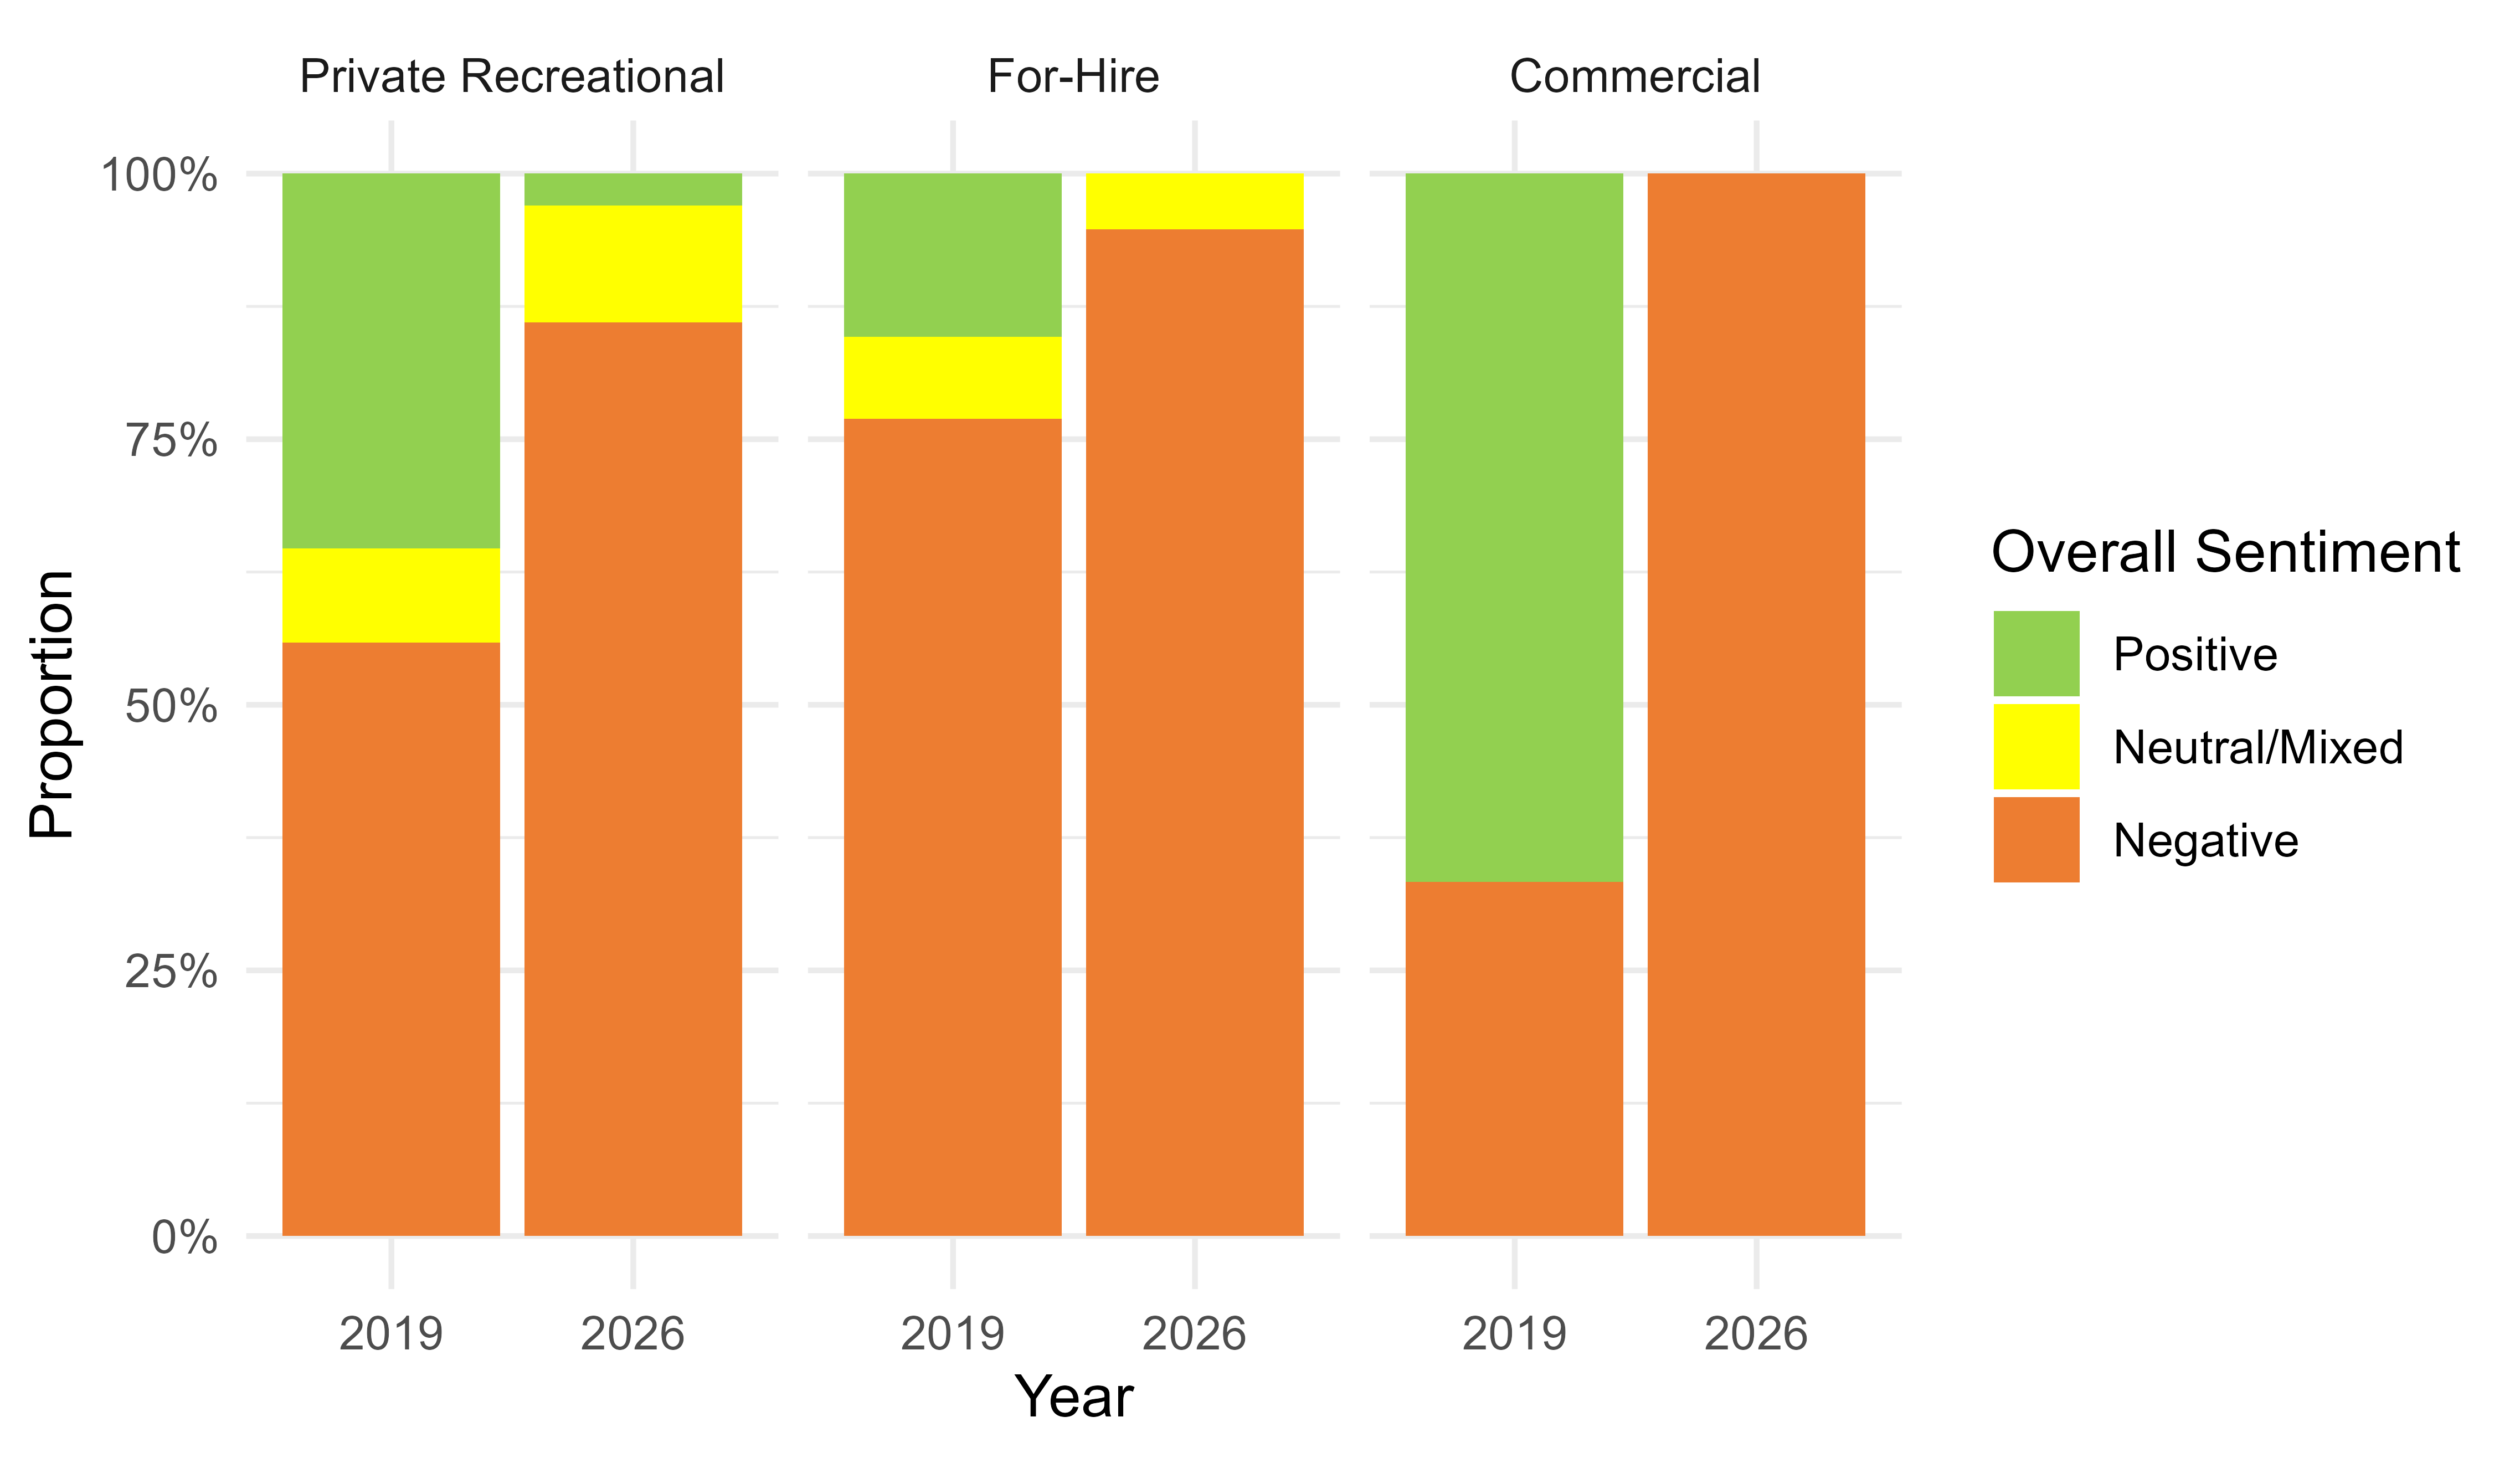 Private Recreational
For-Hire
Commercial
100%
75%
50%
25%
0%
Proportion
2019
2026
2019
2026
2019
2026
Year
Overall Sentiment
Positive
Neutral/Mixed
Negative